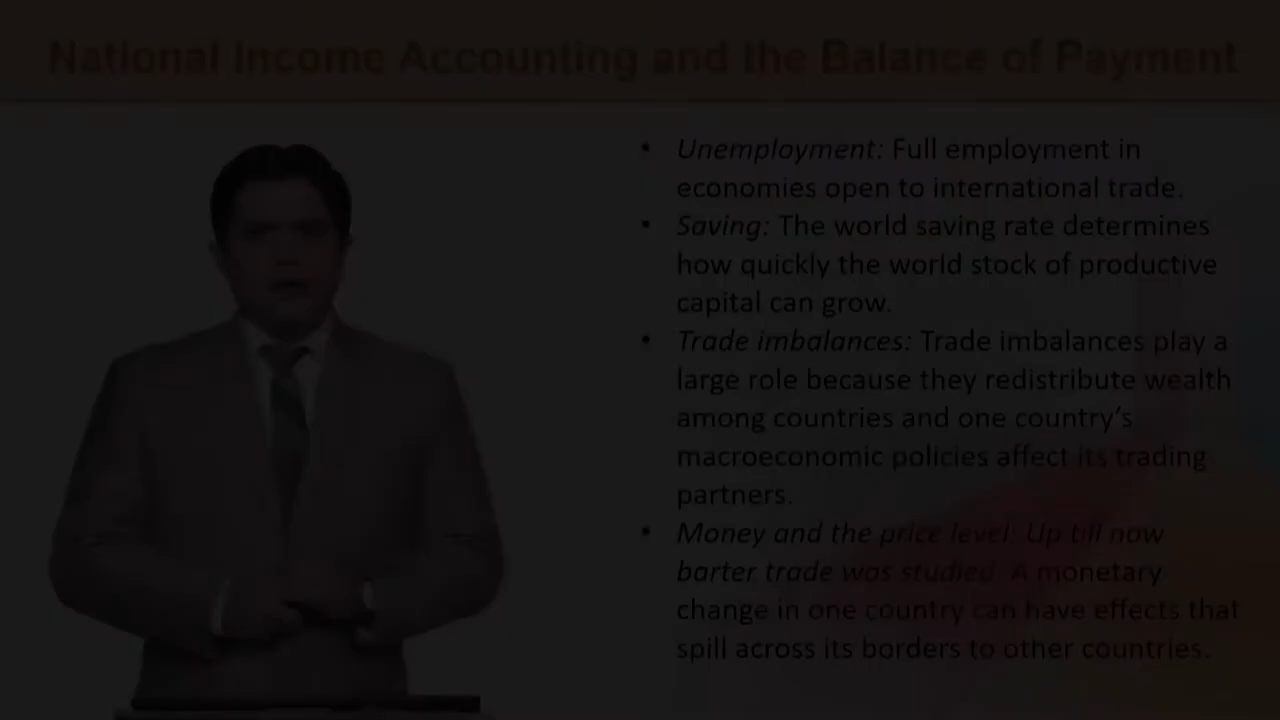 National Income Accounting and the Balance of Payment
• Unemployment: Full employment in
economies open to international trade.
• Saving: The world saving rate determines
how quickly the world stock of productive
capital can grow.
• Trade imbalances: Trade imbalances play a
large role because they redistribute wealth
among countries and one country’s
macroeconomic policies affect its trading
partners.
• Money and the price level: Up till now
barter trade was studied. A monetary
change in one country can have effects that
spill across its borders to other countries.